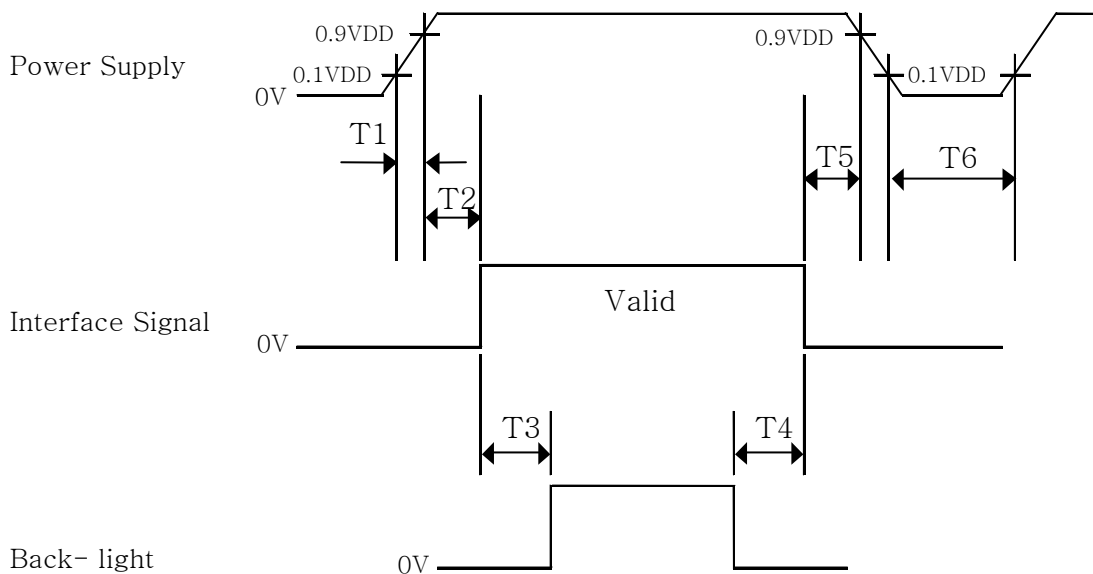 0.9VDD 0.9VDD
Power Supply 0.1VDD 0.1VDD
0V
T1 T5 T6
T2
Valid
Interface Signal
0V
T3 T4
Back- light 0V